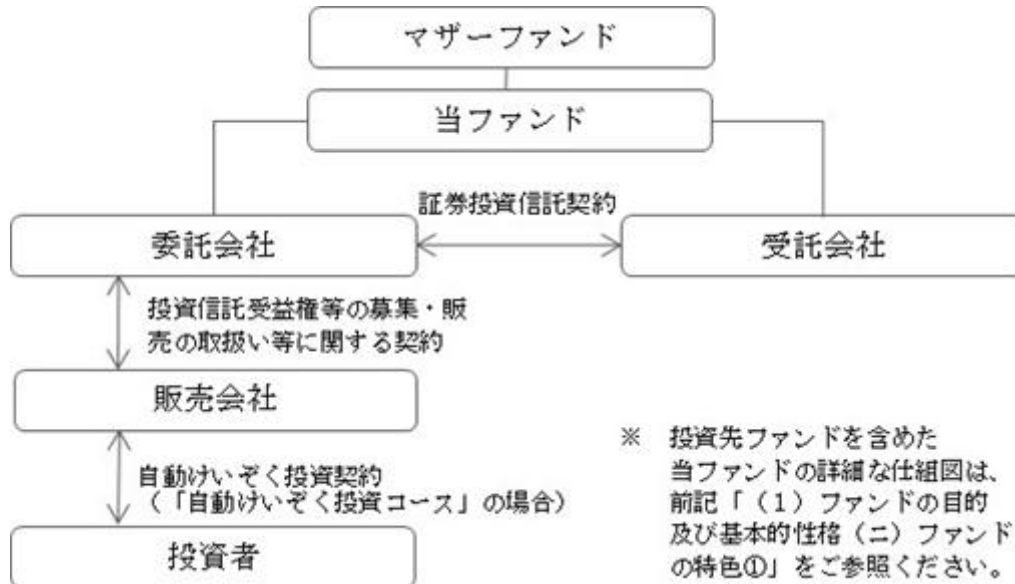 マザーファンド
当ファンド
証券投資信託契約
委託会社
受託会社
投資信託受益権等の募集・販
売の取扱い等に関する契約
販売会社
自動けいぞく投資契約
(「自動けいぞく投資コース」の場合)
投資者
※ 投資先ファンドを含めた
当ファンドの詳細な仕組図は、
前記「(1)ファンドの目的
及び基本的性格(ニ)ファンド
の特色①」をご参照ください。